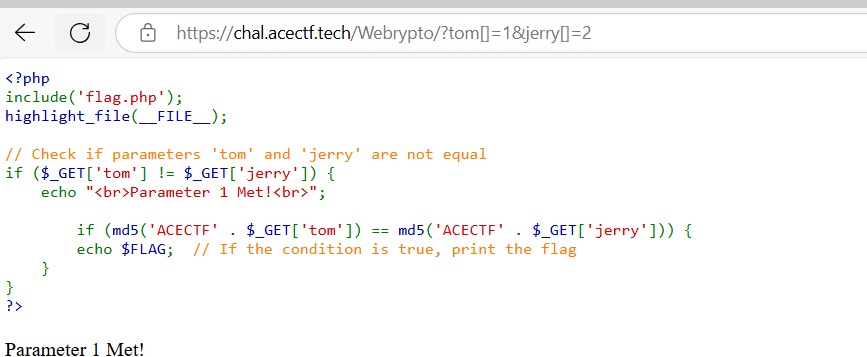 https://chal.acectf.tech/Webrypto/?tom[]=1&jerry[]=2
<?php
include('flag.php');
highlight_file(__FILE__);
// Check if parameters 'tom' and 'jerry' are not equal
if ($_GET['tom'] != $_GET['jerry']) {
    echo "<br>Parameter 1 Met!<br>";
        if (md5('ACECTF' . $_GET['tom']) == md5('ACECTF' . $_GET['jerry'])) {
        echo $FLAG;  // If the condition is true, print the flag
    }
}
?>
Parameter 1 Met!